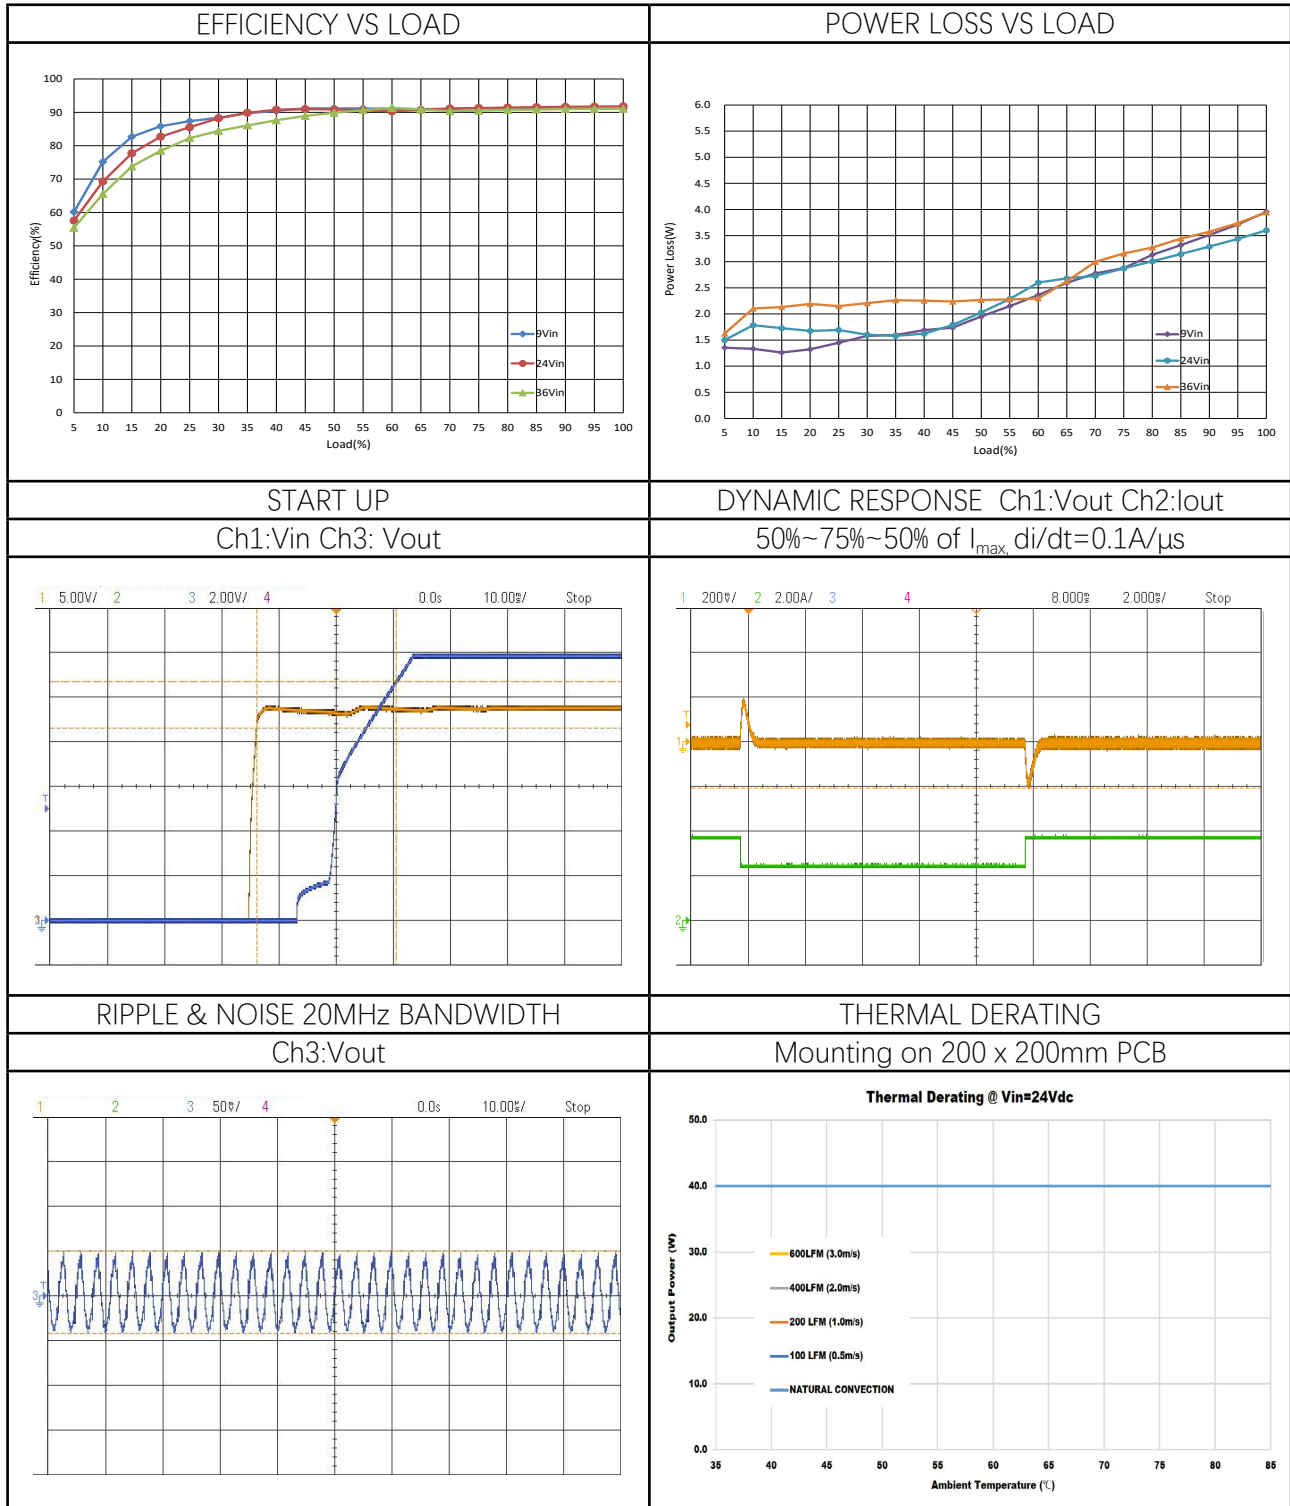 EFFICIENCY VS LOAD
POWER LOSS VS LOAD
100
90
80
70
60
50
40
30
20
10
0
Efficiency(%)
9Vin
24Vin
36Vin
5 10 15 20 25 30 35 40 45 50 55 60 65 70 75 80 85 90 95 100
Load(%)
6.0
5.5
5.0
4.5
4.0
3.5
3.0
2.5
2.0
1.5
1.0
0.5
0.0
Power Loss(W)
9Vin
24Vin
36Vin
5 10 15 20 25 30 35 40 45 50 55 60 65 70 75 80 85 90 95 100
Load(%)
START UP
DYNAMIC RESPONSE Ch1:Vout Ch2:Iout
Ch1:Vin Ch3: Vout
50%~75%~50% of Imax, di/dt=0.1A/µs
1 5.00V/ 2 3 2.00V/ 4 0.0s 10.00ms/ Stop
T
3
1 200mV/ 2 2.00A/ 3 4 8.000ms 2.000ms/ Stop
T
1
2
RIPPLE & NOISE 20MHz BANDWIDTH
THERMAL DERATING
Ch3:Vout
Mounting on 200 x 200mm PCB
1 2 3 50mV/ 4 0.0s 10.00ms/ Stop
T
3
Thermal Derating @ Vin=24Vdc
50.0
40.0
30.0
20.0
10.0
0.0
Output Power (W)
600LFM (3.0m/s)
400LFM (2.0m/s)
200 LFM (1.0m/s)
100 LFM (0.5m/s)
NATURAL CONVECTION
35 40 45 50 55 60 65 70 75 80 85
Ambient Temperature (℃)